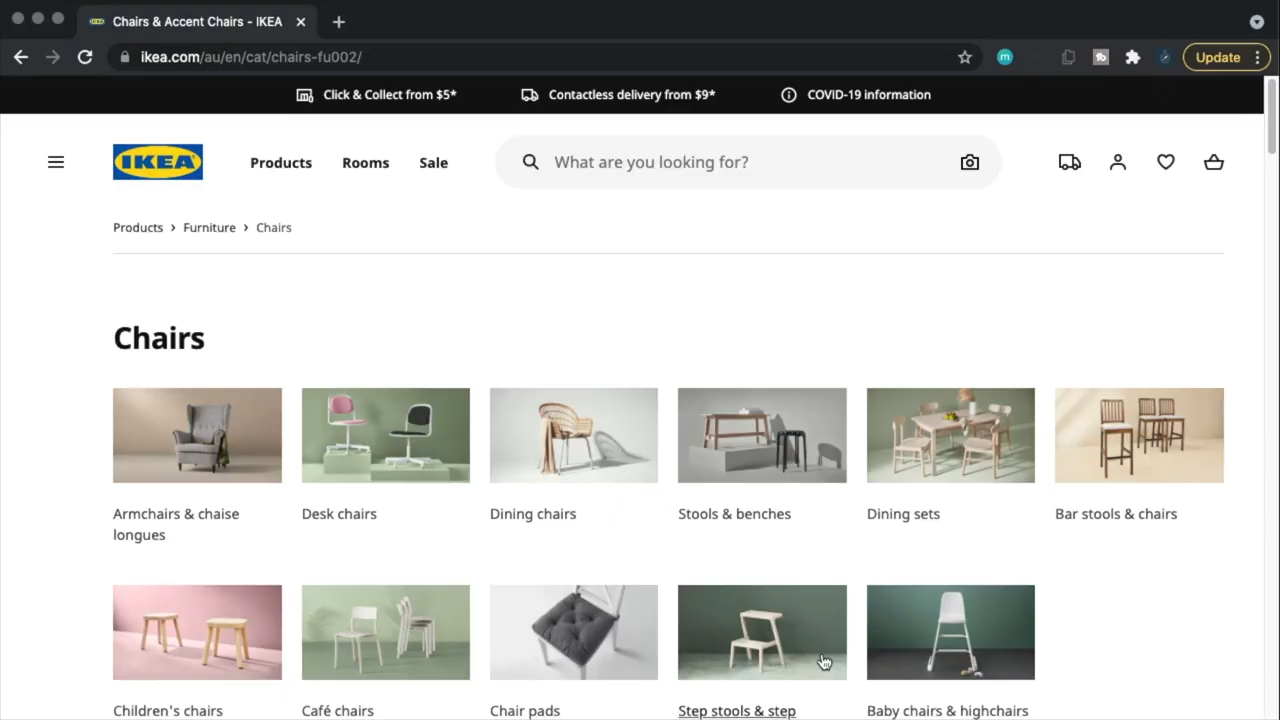 Chairs & Accent Chairs - IKEA
ikea.com/au/en/cat/chairs-fu002/
Update
Click & Collect from $5*
Contactless delivery from $9*
COVID-19 information
IKEA
Products
Rooms
Sale
What are you looking for?
Products › Furniture › Chairs
Chairs
Armchairs & chaise
longues
Desk chairs
Dining chairs
Stools & benches
Dining sets
Bar stools & chairs
Children's chairs
Café chairs
Chair pads
Step stools & step
Baby chairs & highchairs